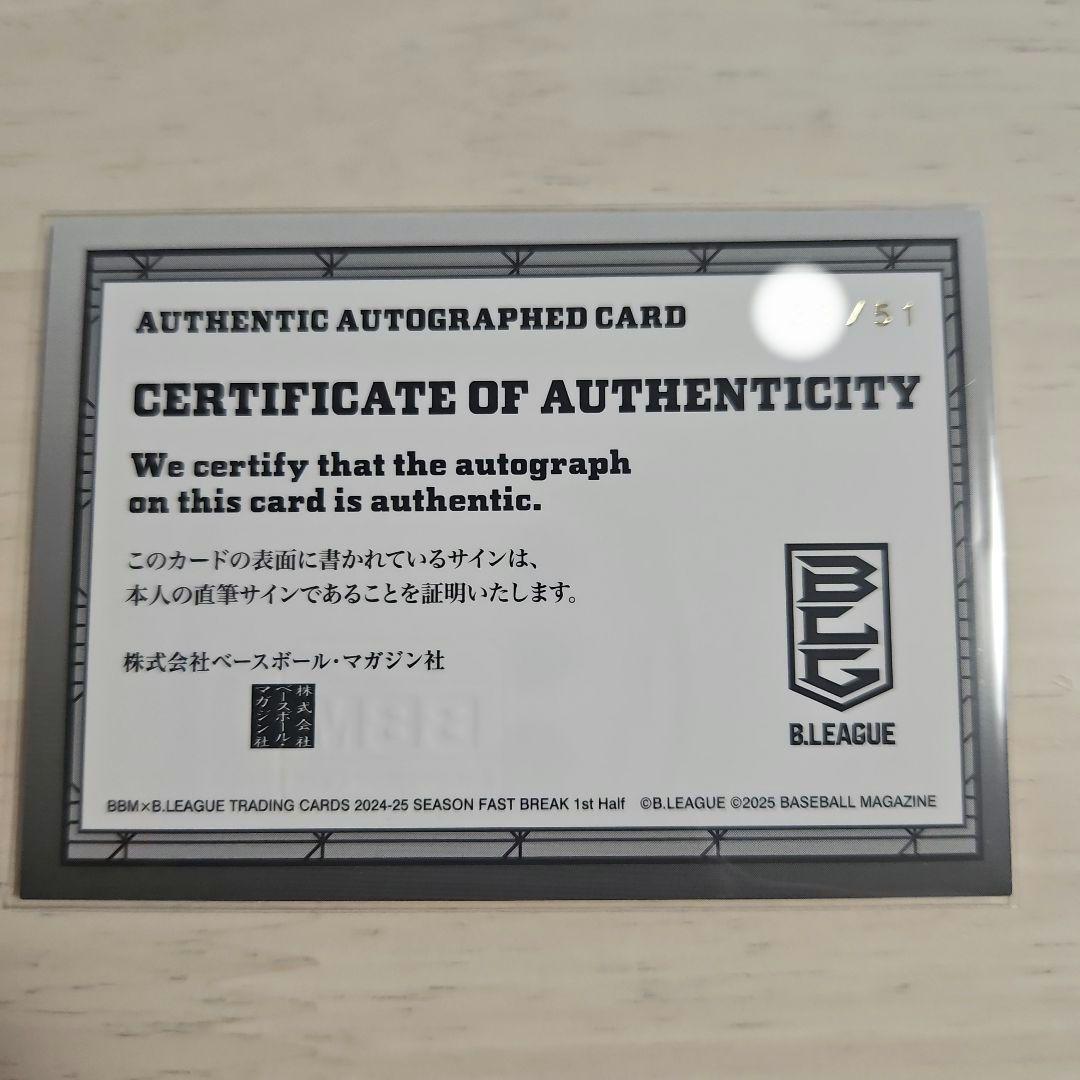 AUTHENTIC AUTOGRAPHED CARD
/51
CERTIFICATE OF AUTHENTICITY
We certify that the autograph
on this card is authentic.
このカードの表面に書かれているサインは、
本人の直筆サインであることを証明いたします。
株式会社ベースボール・マガジン社
株式会社
ベースボール・
マガジン社
BLG
B.LEAGUE
BBM×B.LEAGUE TRADING CARDS 2024-25 SEASON FAST BREAK 1st Half ©B.LEAGUE ©2025 BASEBALL MAGAZINE